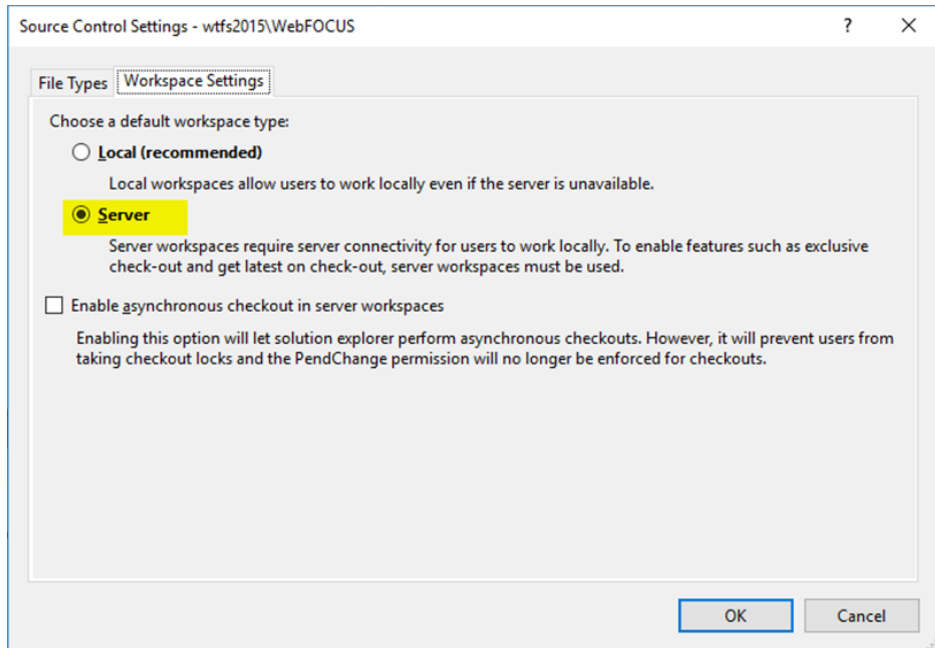 Source Control Settings - wtfs2015\WebFOCUS
? X
File Types Workspace Settings
Choose a default workspace type:
Local (recommended)
Local workspaces allow users to work locally even if the server is unavailable.
Server
Server workspaces require server connectivity for users to work locally. To enable features such as exclusive
check-out and get latest on check-out, server workspaces must be used.
Enable asynchronous checkout in server workspaces
Enabling this option will let solution explorer perform asynchronous checkouts. However, it will prevent users from
taking checkout locks and the PendChange permission will no longer be enforced for checkouts.
OK Cancel